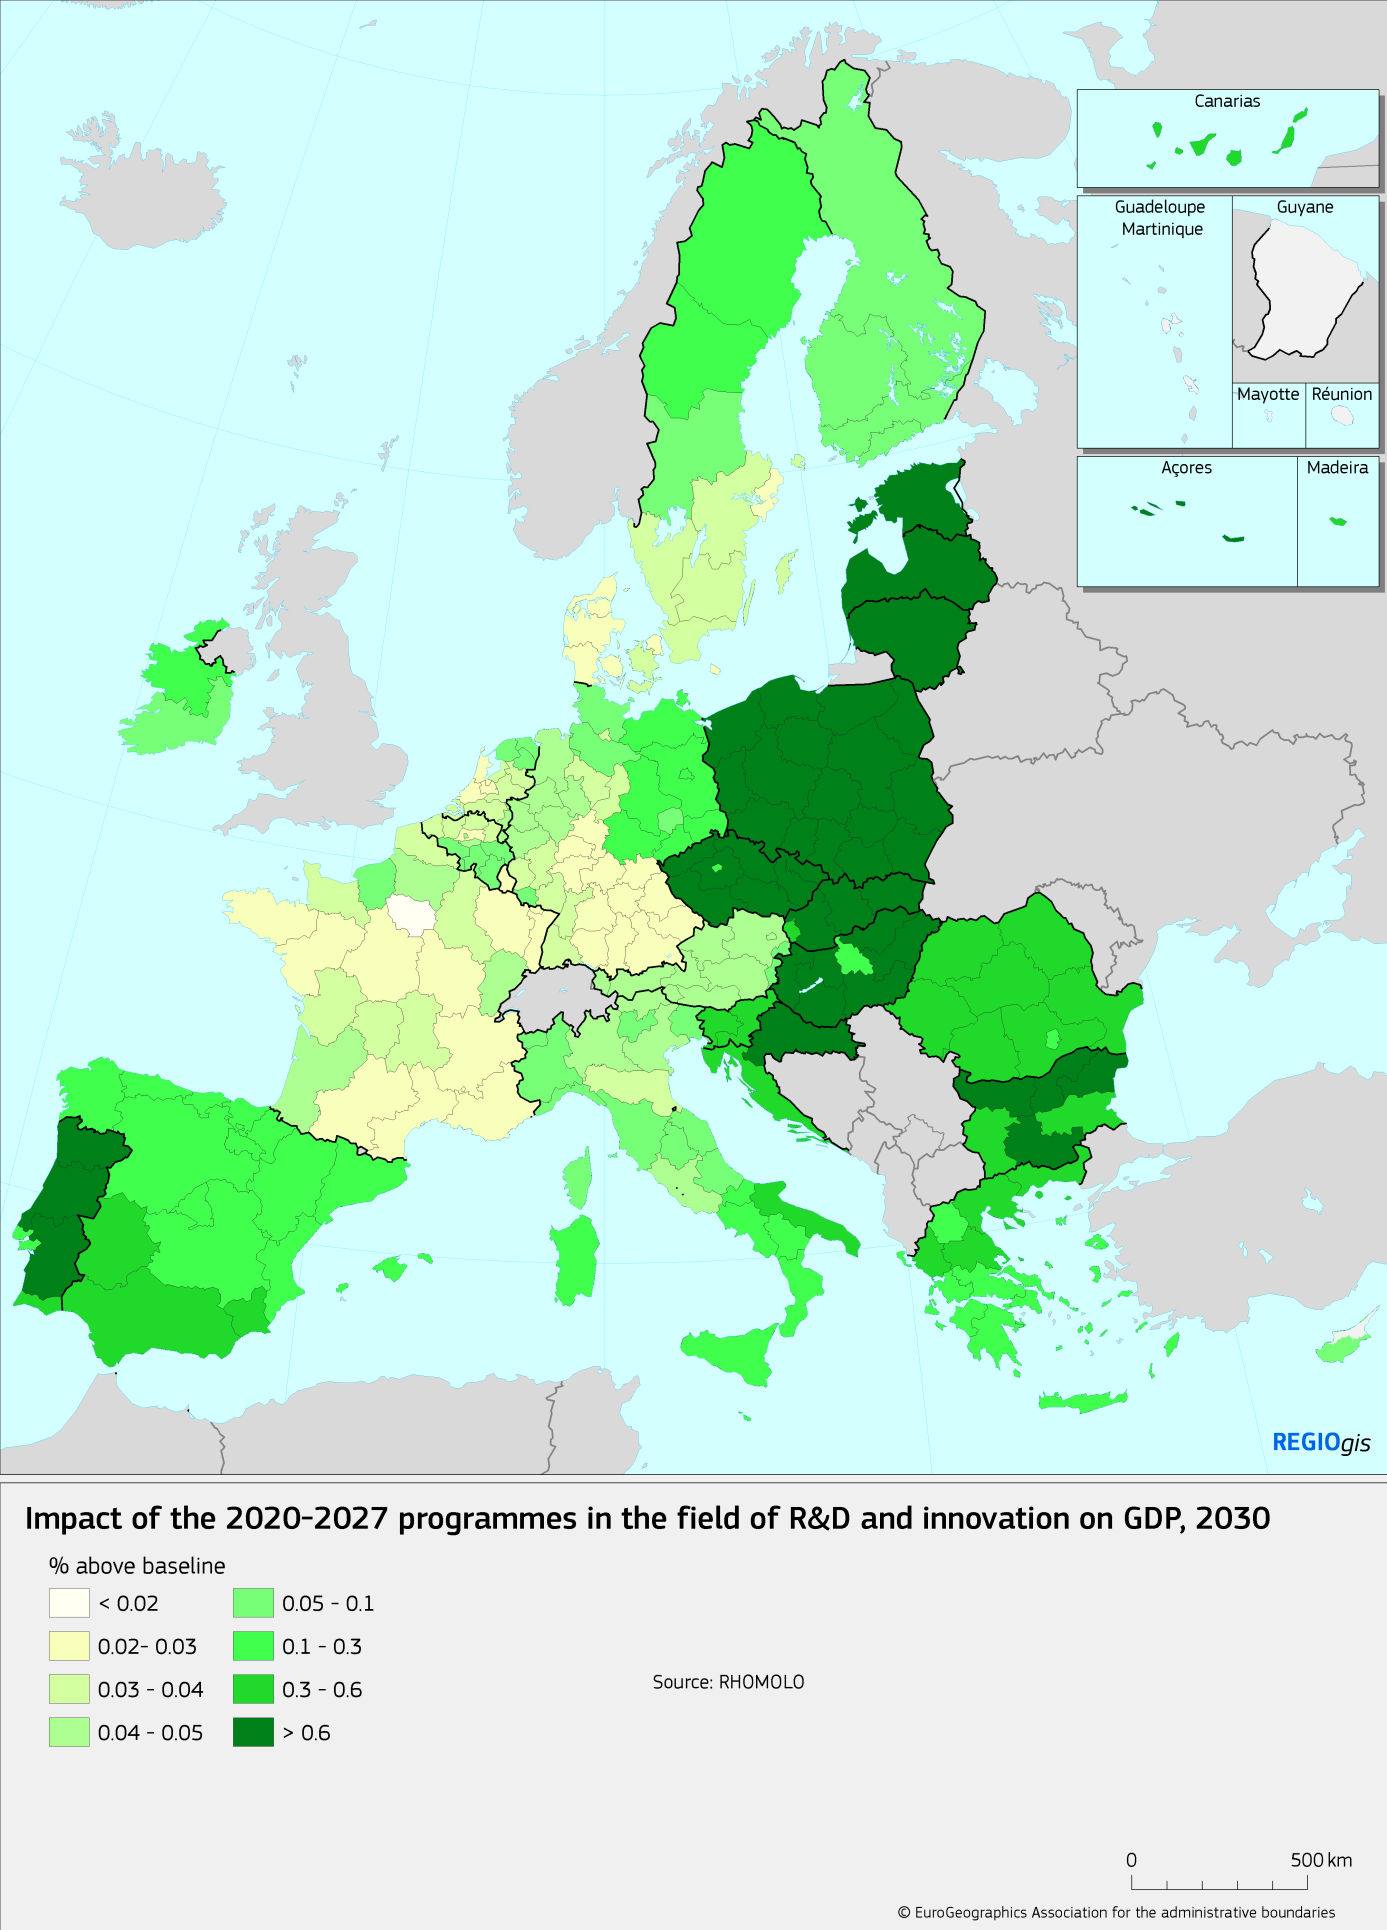 Canarias
Guadeloupe
Martinique
Guyane
Mayotte
Réunion
Açores
Madeira
REGIOgis
Impact of the 2020-2027 programmes in the field of R&D and innovation on GDP, 2030
% above baseline
< 0.02
0.02- 0.03
0.03 - 0.04
0.04 - 0.05
0.05 - 0.1
0.1 - 0.3
0.3 - 0.6
> 0.6
Source: RHOMOLO
0 500 km
© EuroGeographics Association for the administrative boundaries